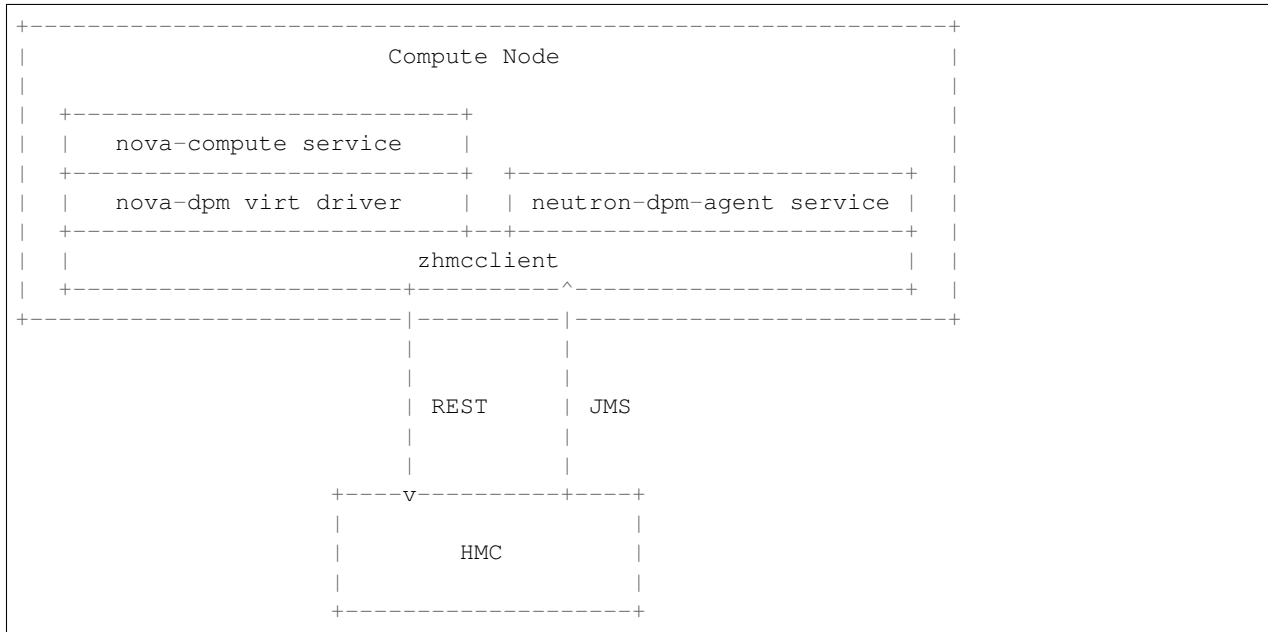 Compute Node
nova-compute service
nova-dpm virt driver
neutron-dpm-agent service
zhmcclient
REST
JMS
HMC